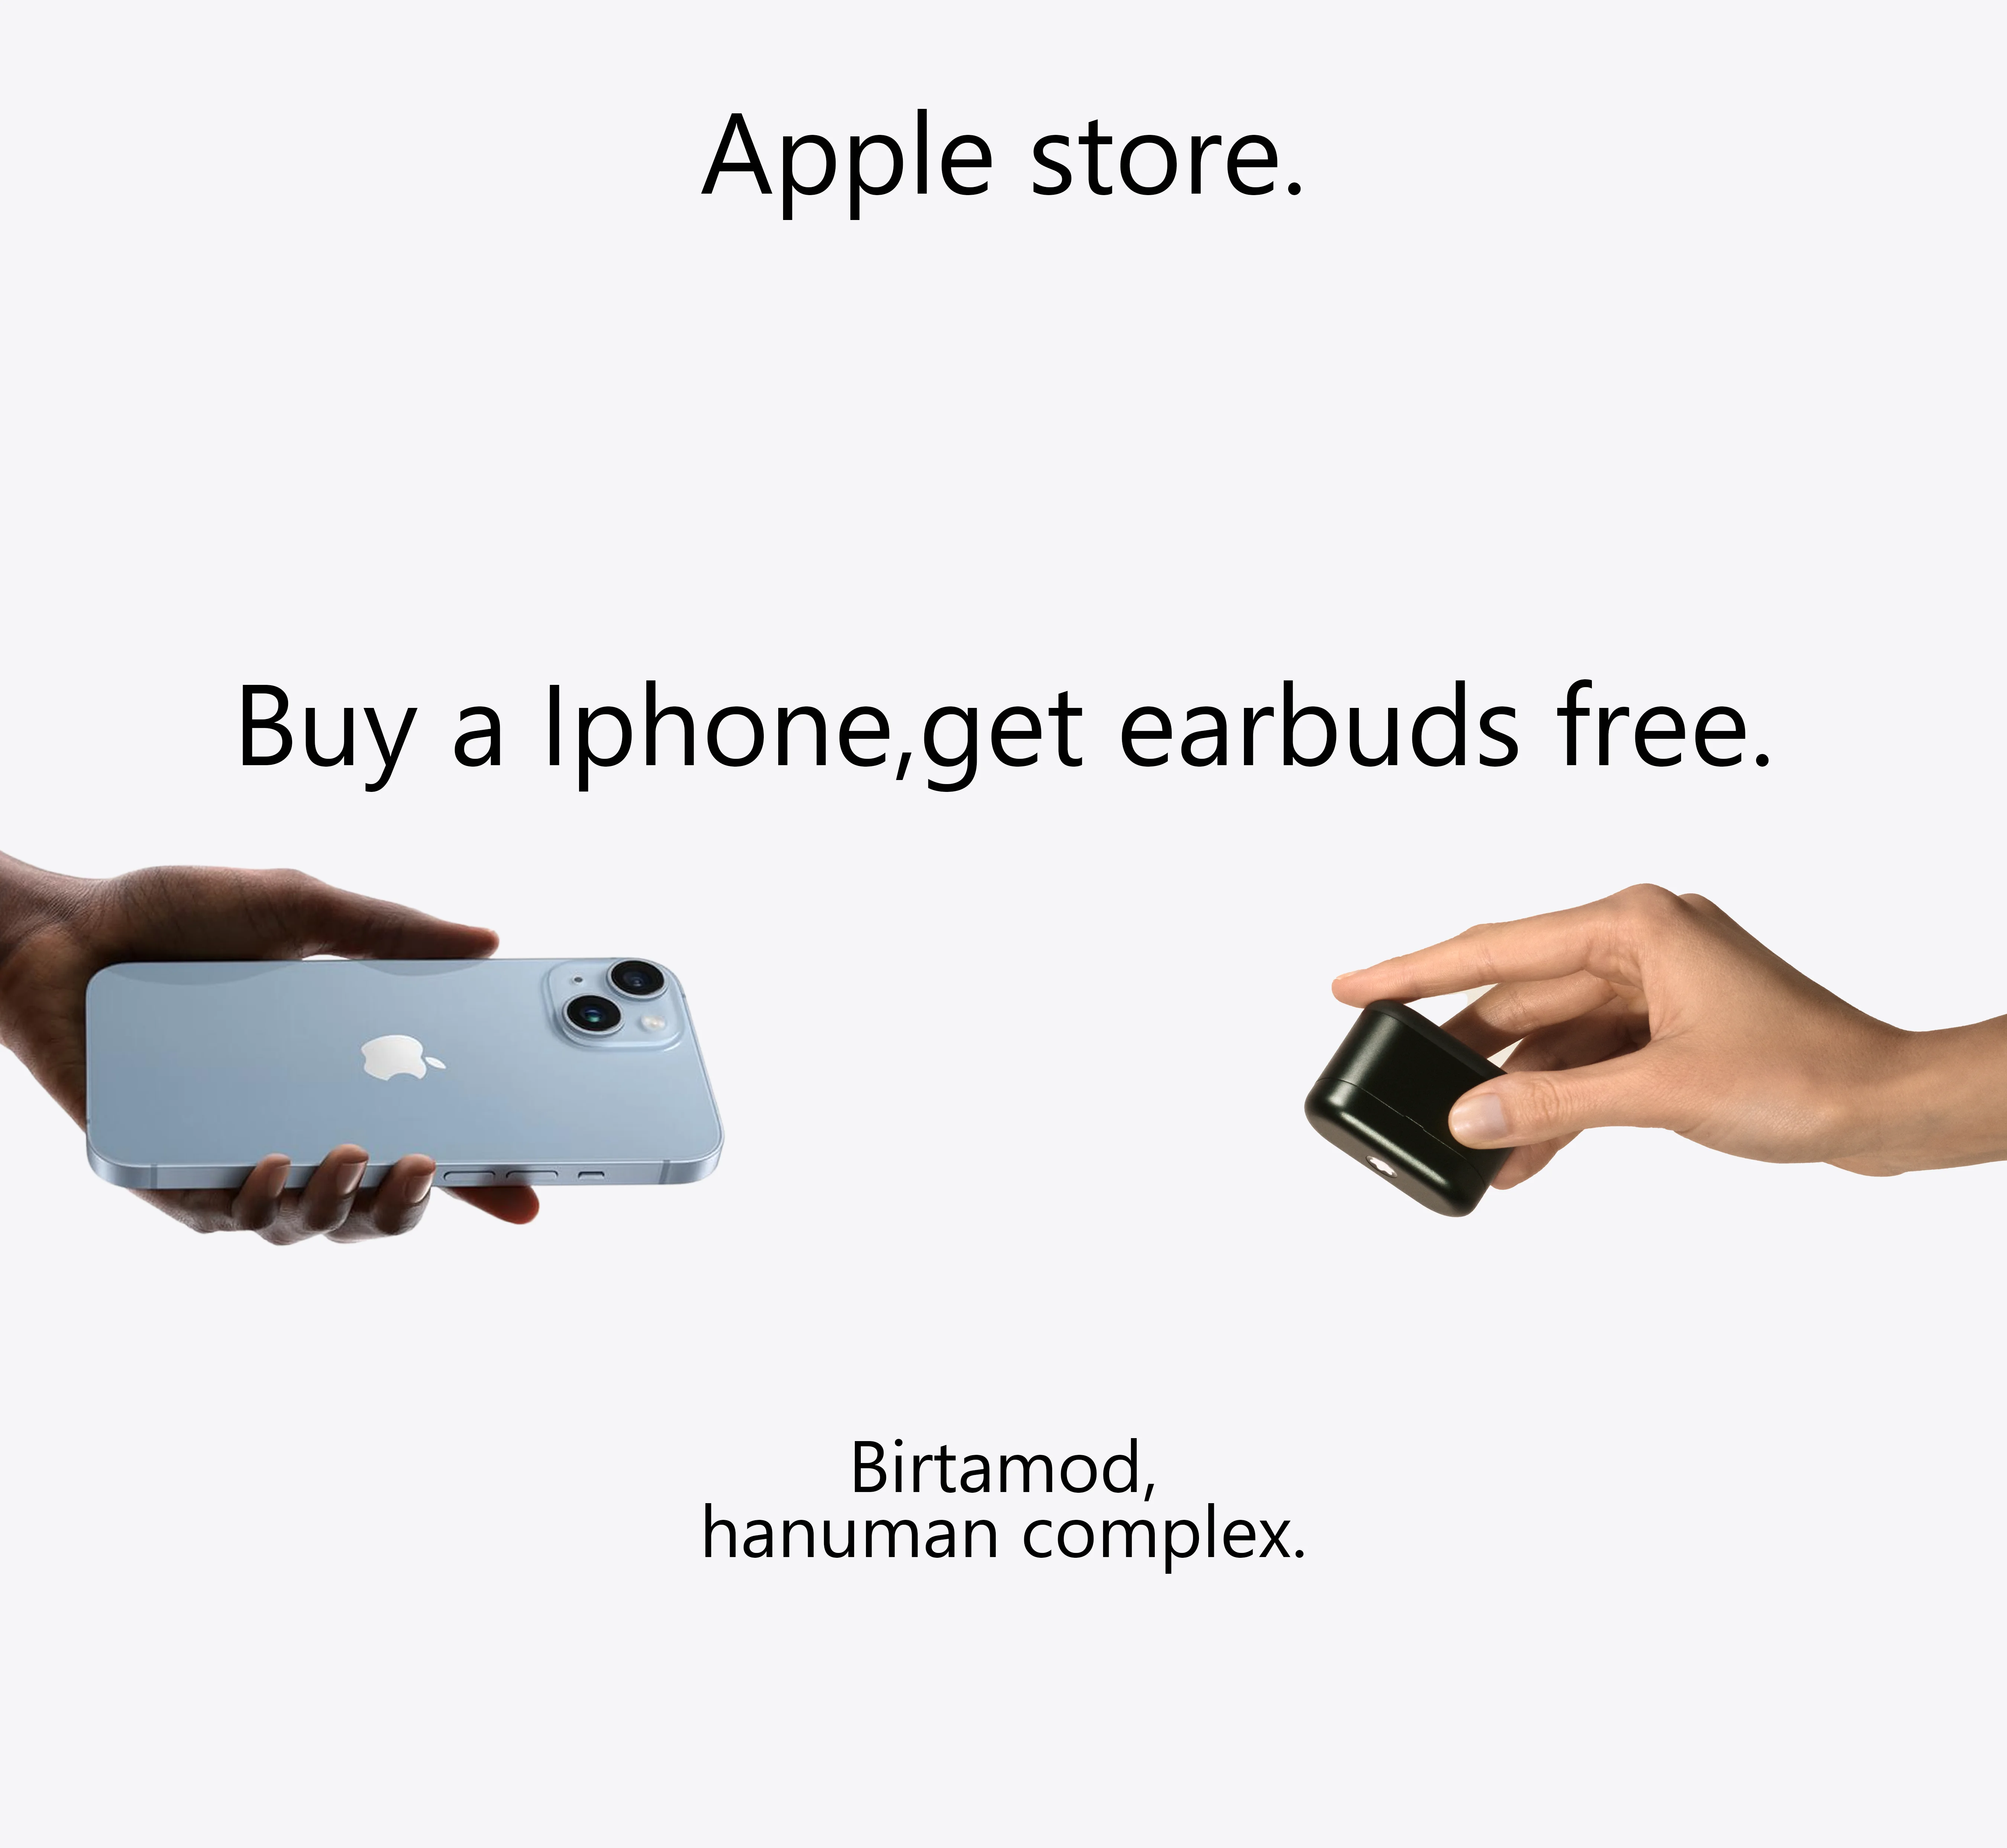 Apple store.
Buy a Iphone,get earbuds free.
Birtamod,
hanuman complex.